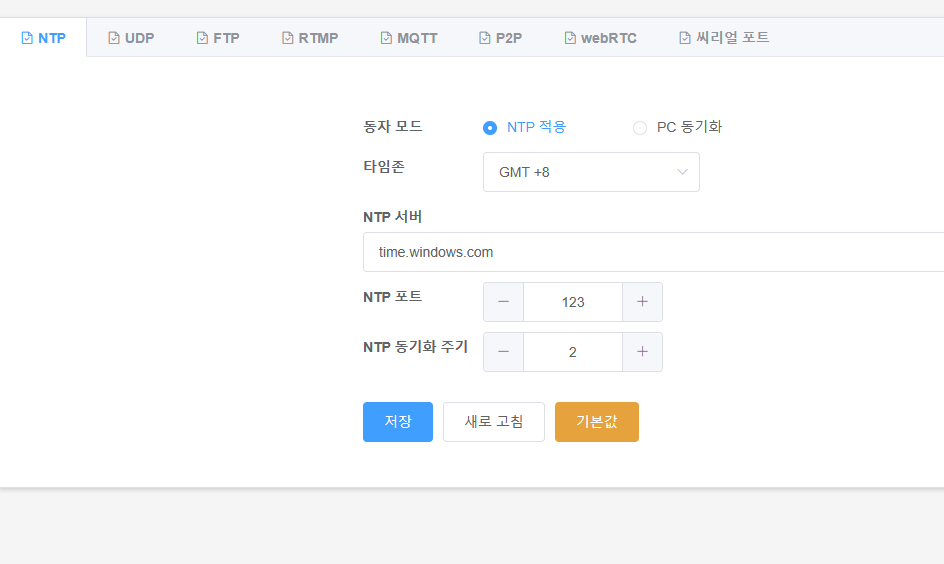 NTP UDP FTP RTMP MQTT P2P webRTC 씨리얼 포트
동자 모드 NTP 적용 PC 동기화
타임존 GMT +8
NTP 서버
time.windows.com
NTP 포트 123
NTP 동기화 주기 2
저장 새로 고침 기본값